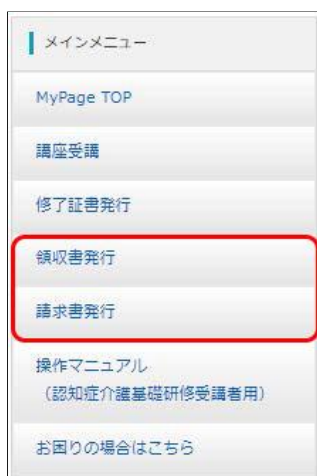 メインメニュー
MyPage TOP
講座受講
修了証書発行
領収書発行
請求書発行
操作マニュアル
（認知症介護基礎研修受講者用）
お困りの場合はこちら